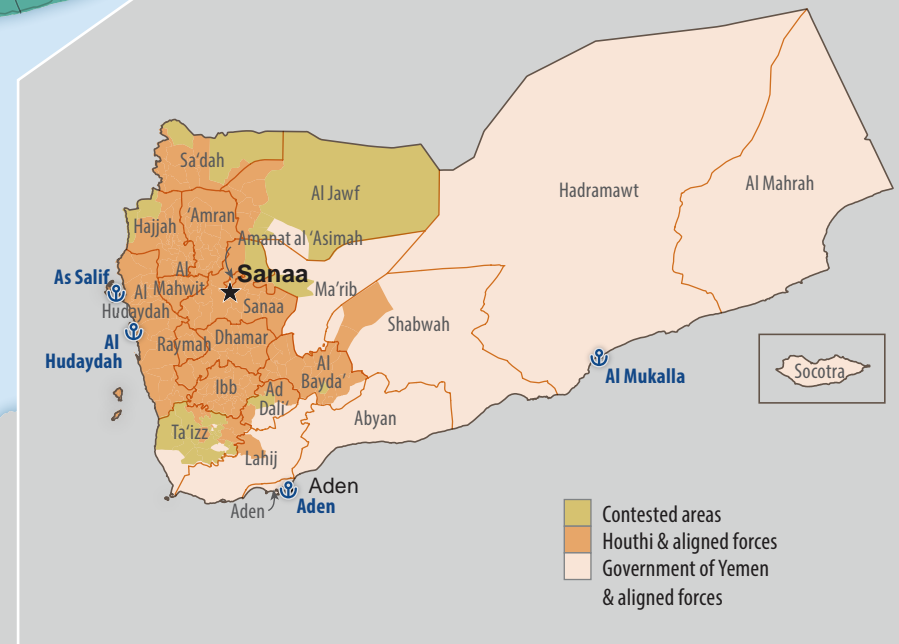 Sa‘dah
Al Jawf
Hadramawt
Al Mahrah
‘Amran
Hajjah
Amanat al ‘Asimah
Sanaa
As Salif
Al
Mahwit
Al
Hudaydah
Ma‘rib
Sanaa
Shabwah
Al
Hudaydah
Raymah
Dhamar
Al
Bayda‘
Ibb
Ad
Dali‘
Al Mukalla
Socotra
Abyan
Ta‘izz
Lahij
Aden
Aden
Aden
Contested areas
Houthi & aligned forces
Government of Yemen
& aligned forces